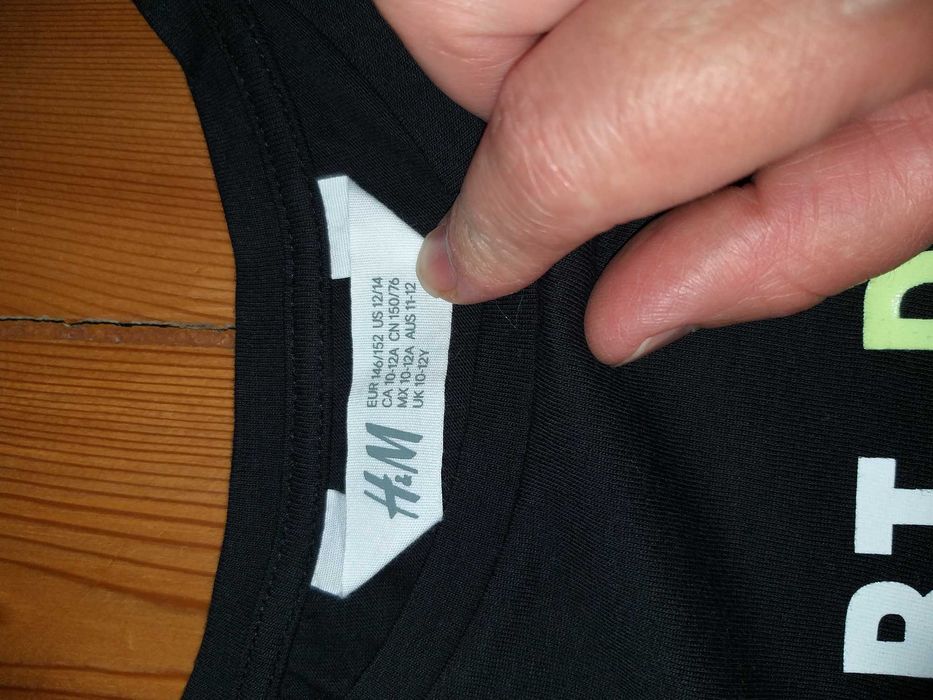 H&M
EUR 146/152 US 12/14
CA 10-12A CN 150/76
MX 10-12A AUS 11-12
UK 10-12Y